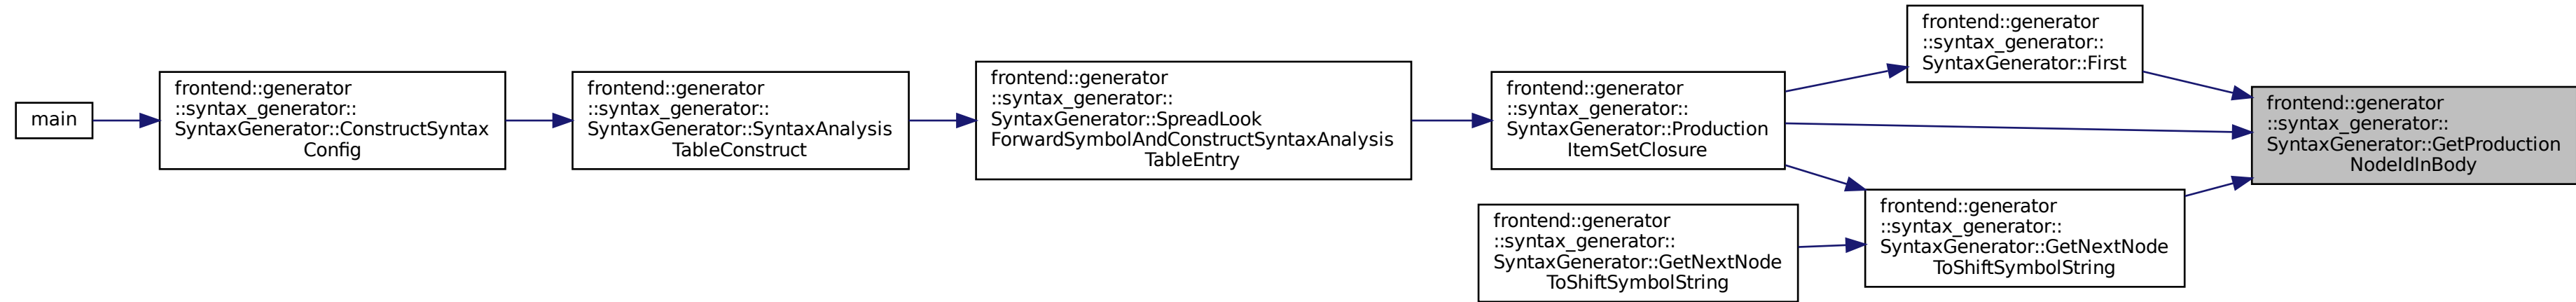 main
frontend::generator
::syntax_generator::
SyntaxGenerator::ConstructSyntax
Config
frontend::generator
::syntax_generator::
SyntaxGenerator::SyntaxAnalysis
TableConstruct
frontend::generator
::syntax_generator::
SyntaxGenerator::SpreadLook
ForwardSymbolAndConstructSyntaxAnalysis
TableEntry
frontend::generator
::syntax_generator::
SyntaxGenerator::Production
ItemSetClosure
frontend::generator
::syntax_generator::
SyntaxGenerator::GetNextNode
ToShiftSymbolString
frontend::generator
::syntax_generator::
SyntaxGenerator::First
frontend::generator
::syntax_generator::
SyntaxGenerator::GetNextNode
ToShiftSymbolString
frontend::generator
::syntax_generator::
SyntaxGenerator::GetProduction
NodeIdInBody